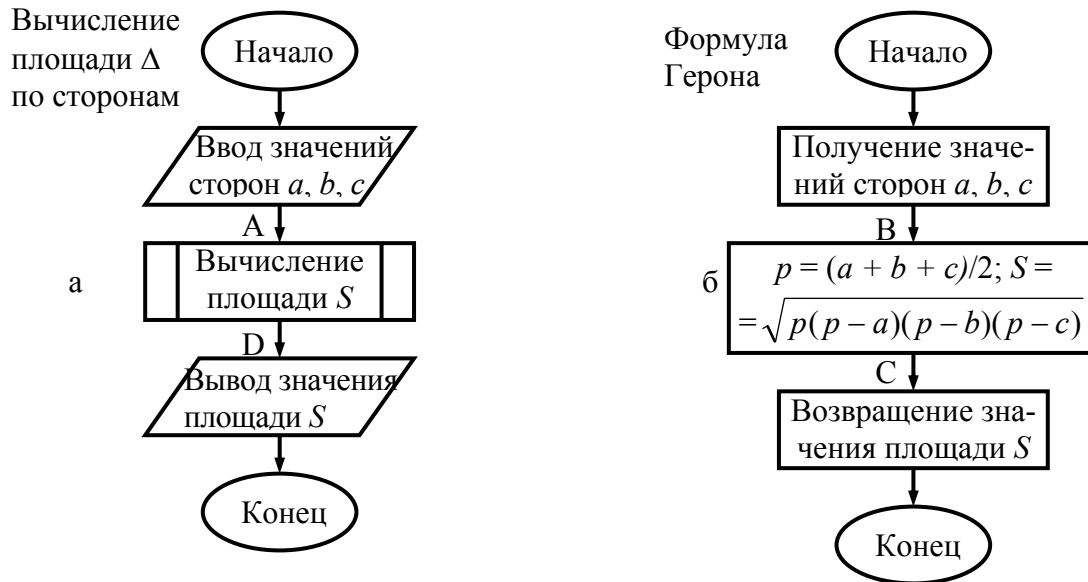 Вычисление
площади Δ
по сторонам
Начало
Ввод значений
сторон a, b, c
A
а
Вычисление
площади S
D
Вывод значения
площади S
Конец
Формула
Герона
Начало
Получение значе-
ний сторон a, b, c
B
б
p = (a + b + c)/2; S =
= √p(p − a)(p − b)(p − c)
C
Возвращение зна-
чения площади S
Конец